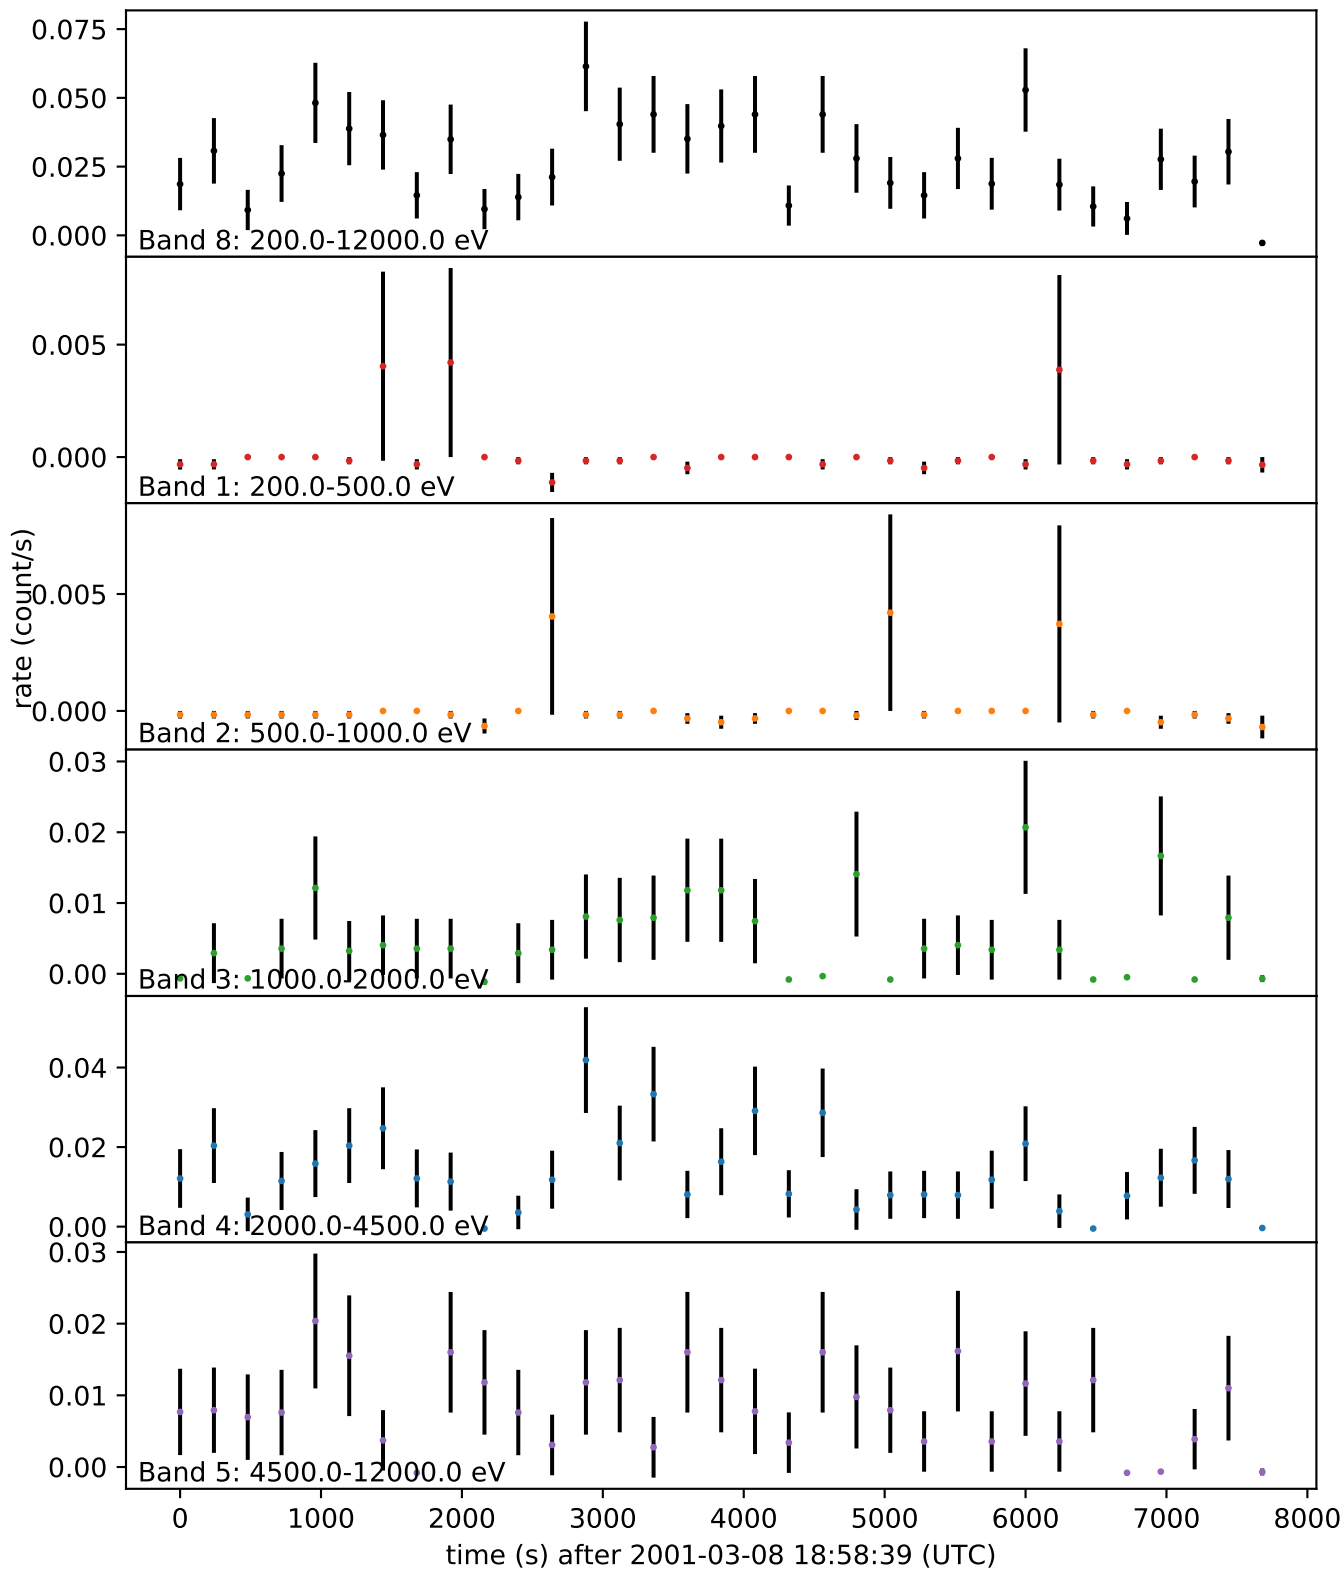 0.075
0.050
0.025
0.000
Band 8: 200.0-12000.0 eV
0.005
0.000
Band 1: 200.0-500.0 eV
rate (count/s)
0.005
0.000
Band 2: 500.0-1000.0 eV
0.03
0.02
0.01
0.00
Band 3: 1000.0-2000.0 eV
0.04
0.02
0.00
Band 4: 2000.0-4500.0 eV
0.03
0.02
0.01
0.00
Band 5: 4500.0-12000.0 eV
0 1000 2000 3000 4000 5000 6000 7000 8000
time (s) after 2001-03-08 18:58:39 (UTC)